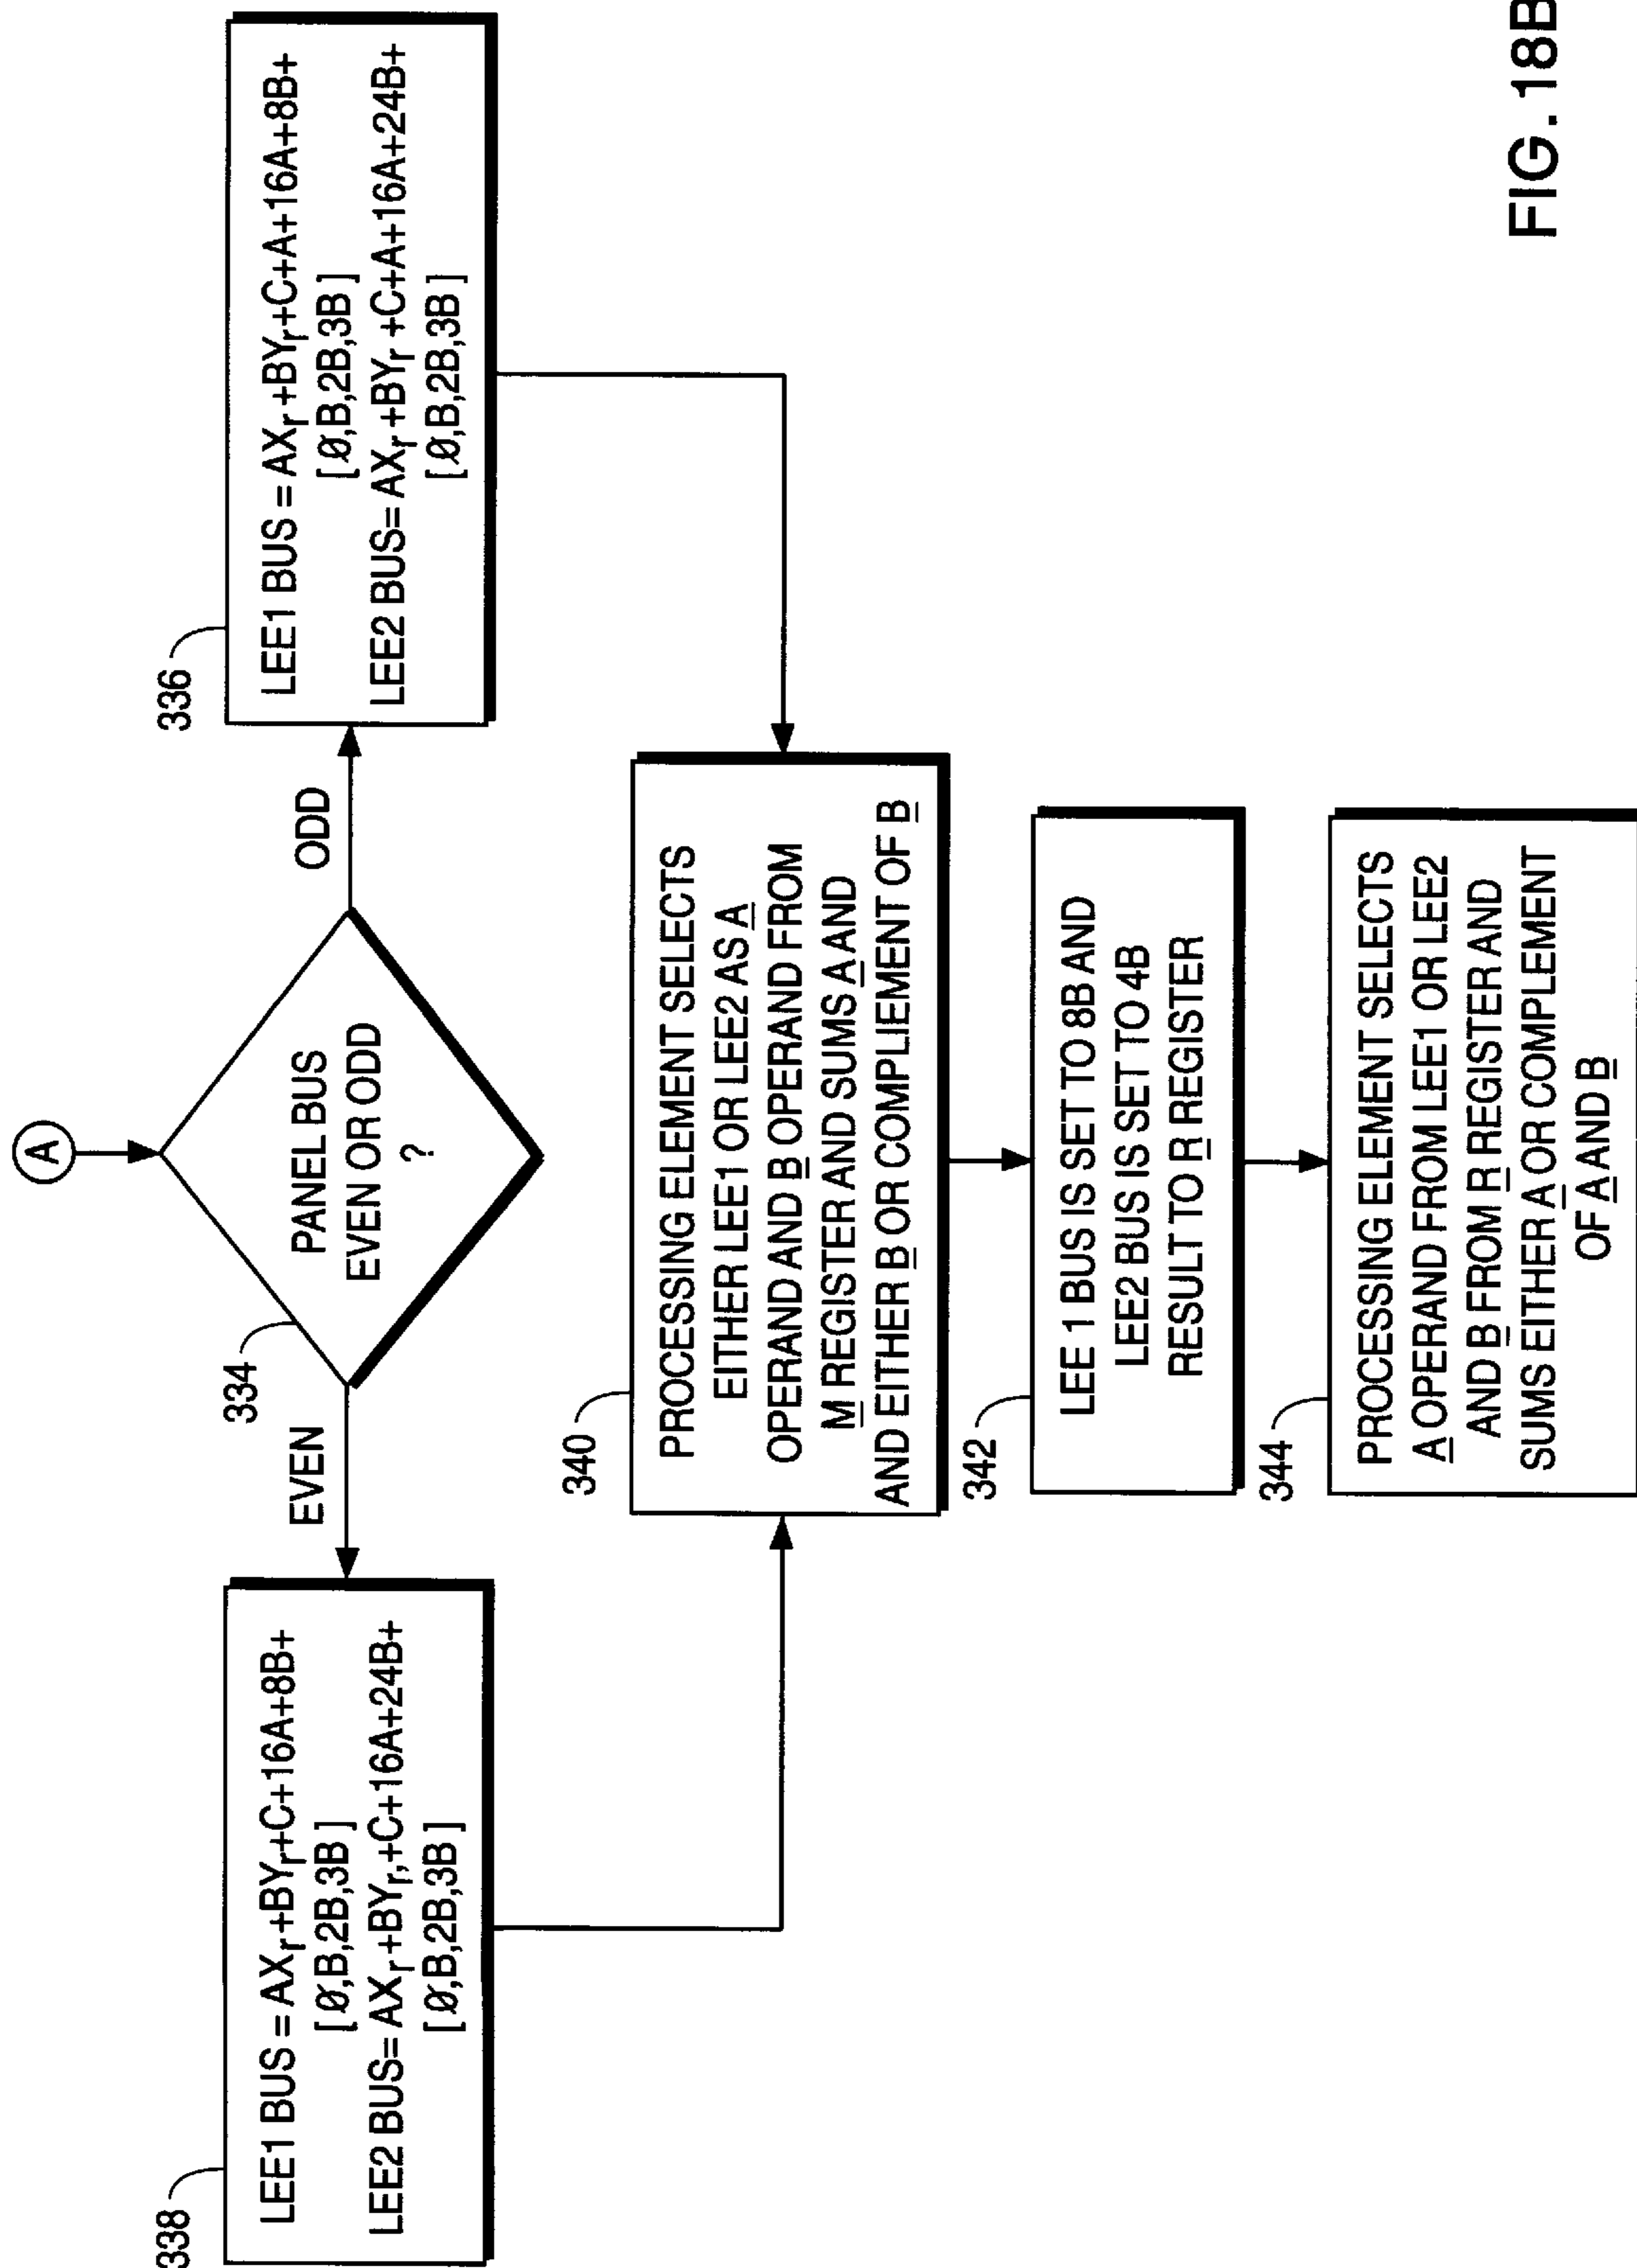 A
334
PANEL BUS
EVEN OR ODD
?
EVEN
ODD
338
LEE1 BUS = AXr+BYr+C+16A+8B+
[Ø,B,2B,3B]
LEE2 BUS= AXr+BYr,+C+16A+24B+
[Ø,B,2B,3B]
336
LEE1 BUS = AXr+BYr+C+A+16A+8B+
[Ø,B,2B,3B]
LEE2 BUS= AXr+BYr +C+A+16A+24B+
[Ø,B,2B,3B]
340
PROCESSING ELEMENT SELECTS
EITHER LEE1 OR LEE2 AS A
OPERAND AND B OPERAND FROM
M REGISTER AND SUMS A AND
AND EITHER B OR COMPLIEMENT OF B
342
LEE 1 BUS IS SET TO 8B AND
LEE2 BUS IS SET TO 4B
RESULT TO R REGISTER
344
PROCESSING ELEMENT SELECTS
A OPERAND FROM LEE1 OR LEE2
AND B FROM R REGISTER AND
SUMS EITHER A OR COMPLEMENT
OF A AND B
FIG. 18B